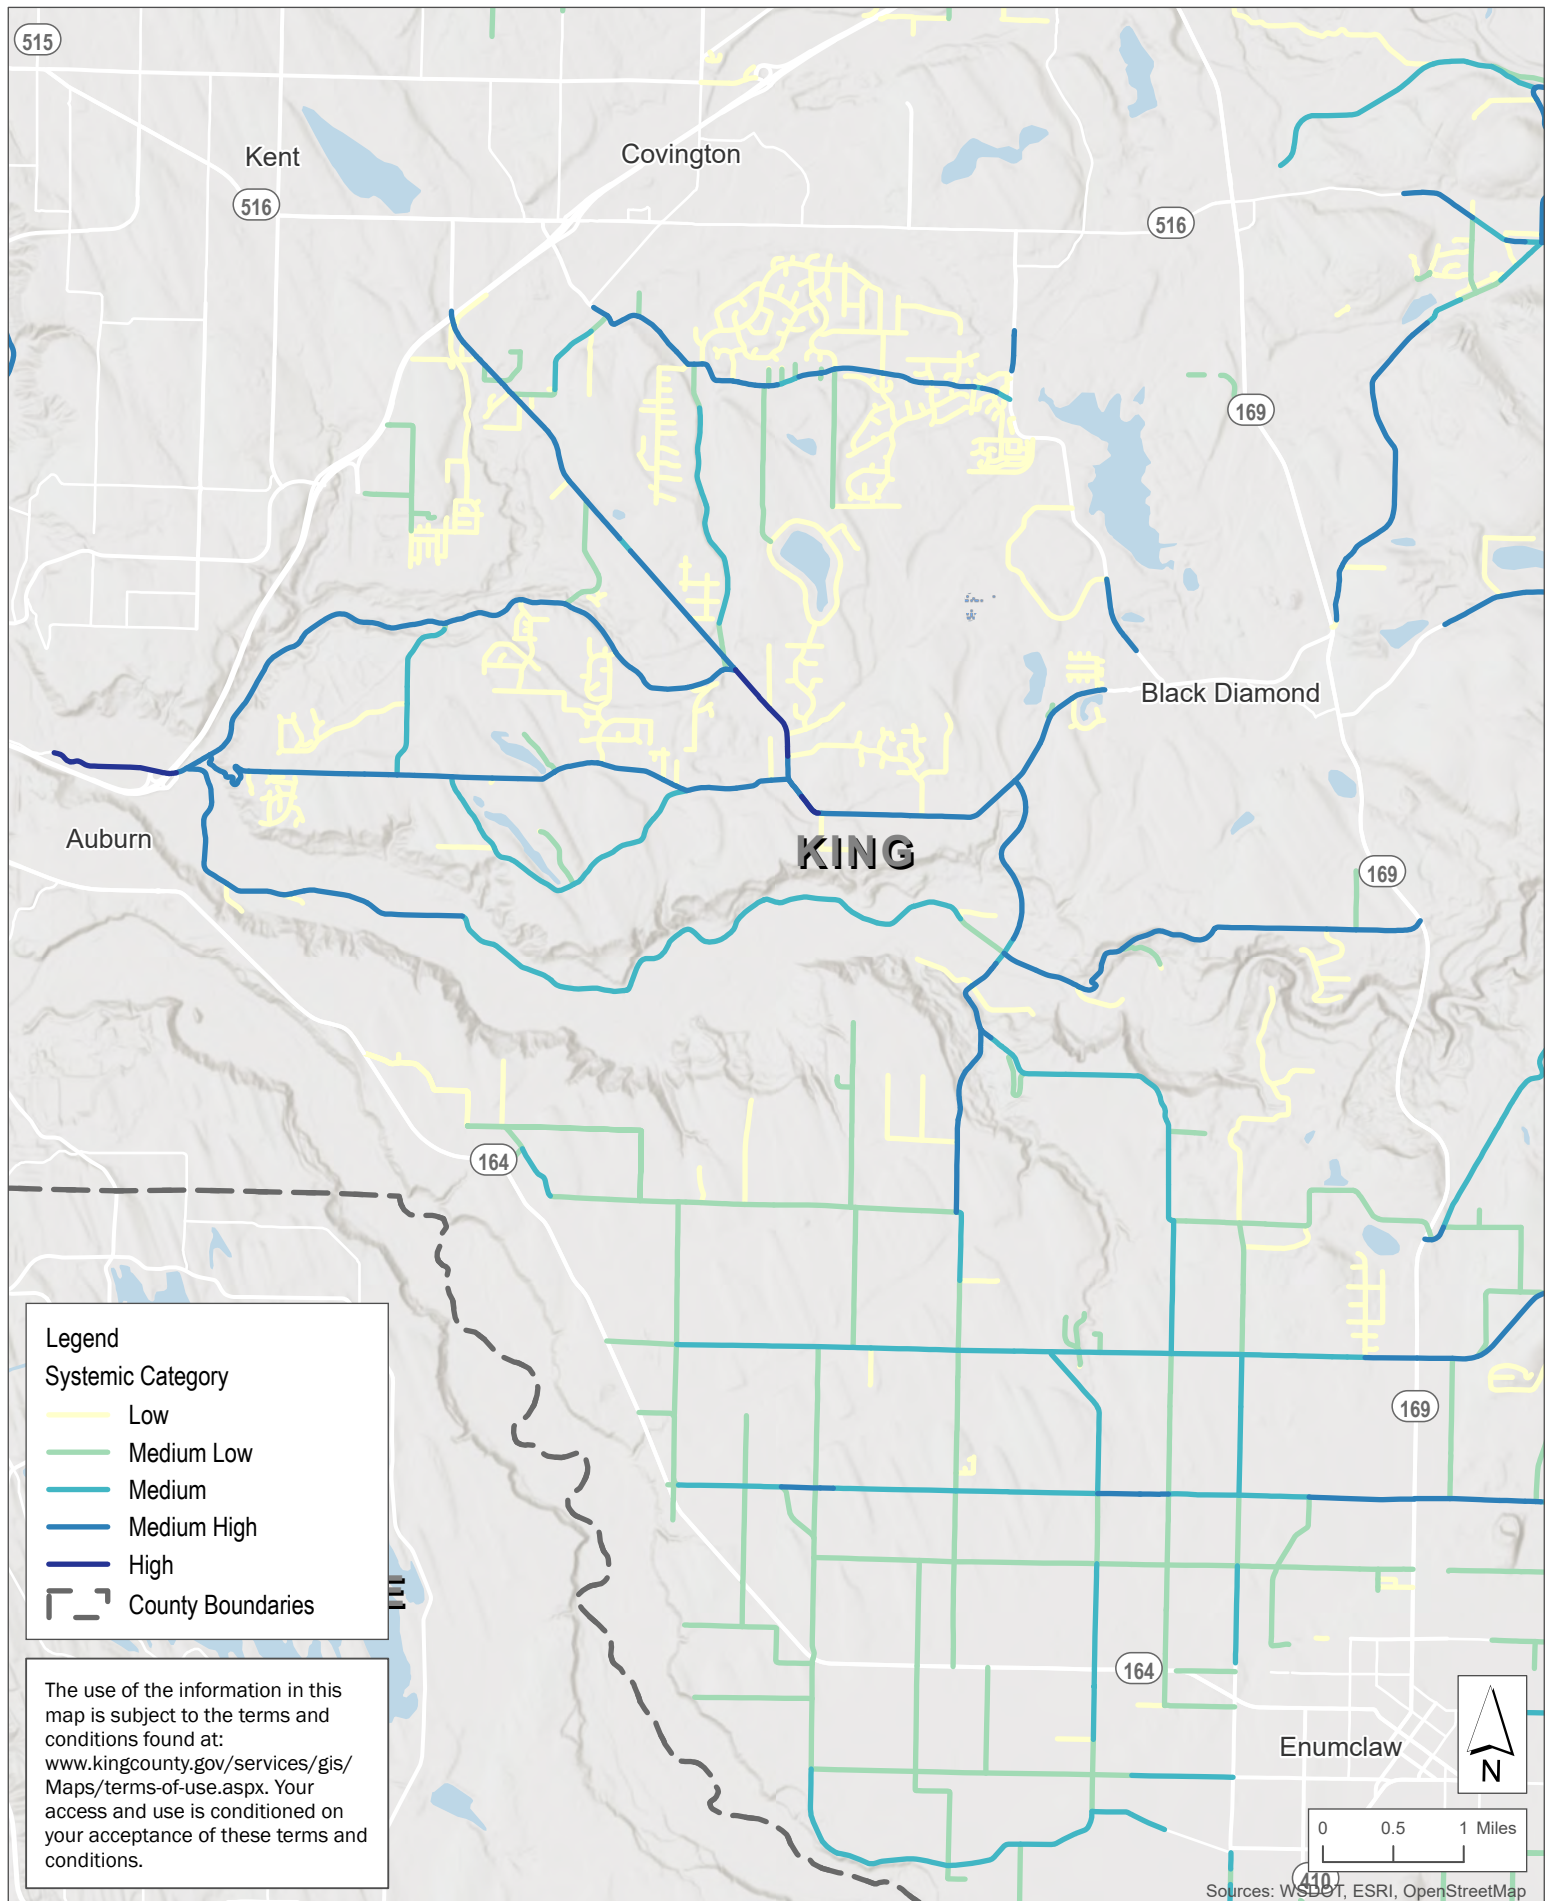 515
Kent
Covington
516
516
169
Black Diamond
Auburn
KING
169
164
169
Legend
Systemic Category
Low
Medium Low
Medium
Medium High
High
County Boundaries
E
164
The use of the information in this
map is subject to the terms and
conditions found at:
www.kingcounty.gov/services/gis/
Maps/terms-of-use.aspx. Your
access and use is conditioned on
your acceptance of these terms and
conditions.
Enumclaw
N
0 0.5 1 Miles
410
Sources: WSDOT, ESRI, OpenStreetMap